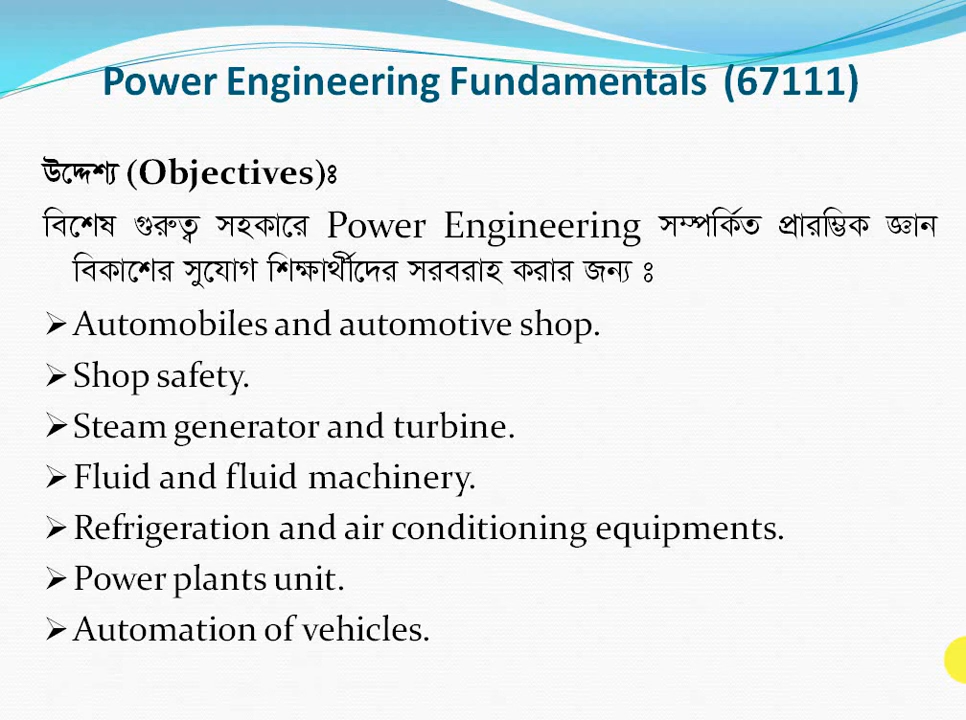 Power Engineering Fundamentals (67111)
উদ্দেশ্য (Objectives)ঃ
বিশেষ গুরুত্ব সহকারে Power Engineering সম্পর্কিত প্রারম্ভিক জ্ঞান
বিকাশের সুযোগ শিক্ষার্থীদের সরবরাহ করার জন্য ঃ
➢ Automobiles and automotive shop.
➢ Shop safety.
➢ Steam generator and turbine.
➢ Fluid and fluid machinery.
➢ Refrigeration and air conditioning equipments.
➢ Power plants unit.
➢ Automation of vehicles.